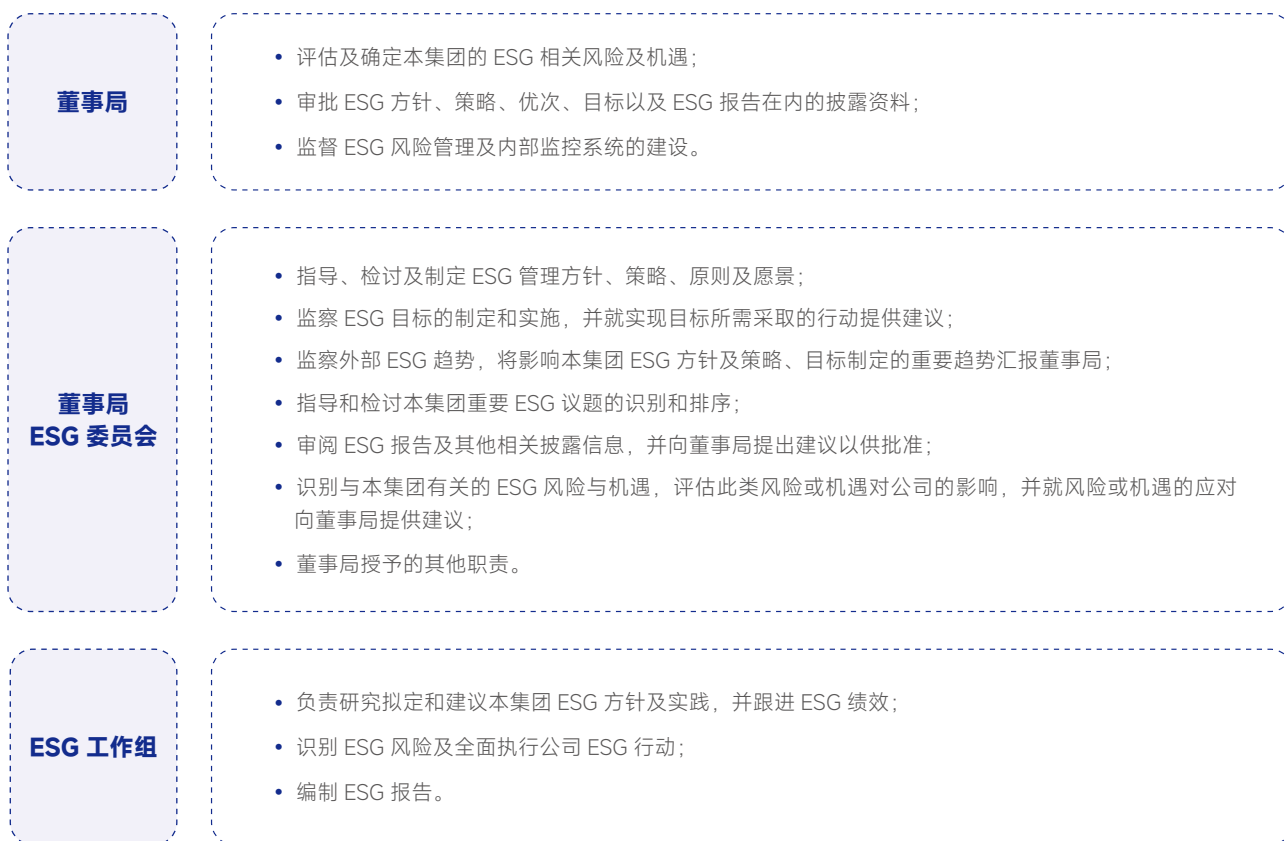 董事局
• 评估及确定本集团的 ESG 相关风险及机遇；
• 审批 ESG 方针、策略、优次、目标以及 ESG 报告在内的披露资料；
• 监督 ESG 风险管理及内部监控系统的建设。
董事局
ESG 委员会
• 指导、检讨及制定 ESG 管理方针、策略、原则及愿景；
• 监察 ESG 目标的制定和实施，并就实现目标所需采取的行动提供建议；
• 监察外部 ESG 趋势，将影响本集团 ESG 方针及策略、目标制定的重要趋势汇报董事局；
• 指导和检讨本集团重要 ESG 议题的识别和排序；
• 审阅 ESG 报告及其他相关披露信息，并向董事局提出建议以供批准；
• 识别与本集团有关的 ESG 风险与机遇，评估此类风险或机遇对公司的影响，并就风险或机遇的应对
向董事局提供建议；
• 董事局授予的其他职责。
ESG 工作组
• 负责研究拟定和建议本集团 ESG 方针及实践，并跟进 ESG 绩效；
• 识别 ESG 风险及全面执行公司 ESG 行动；
• 编制 ESG 报告。